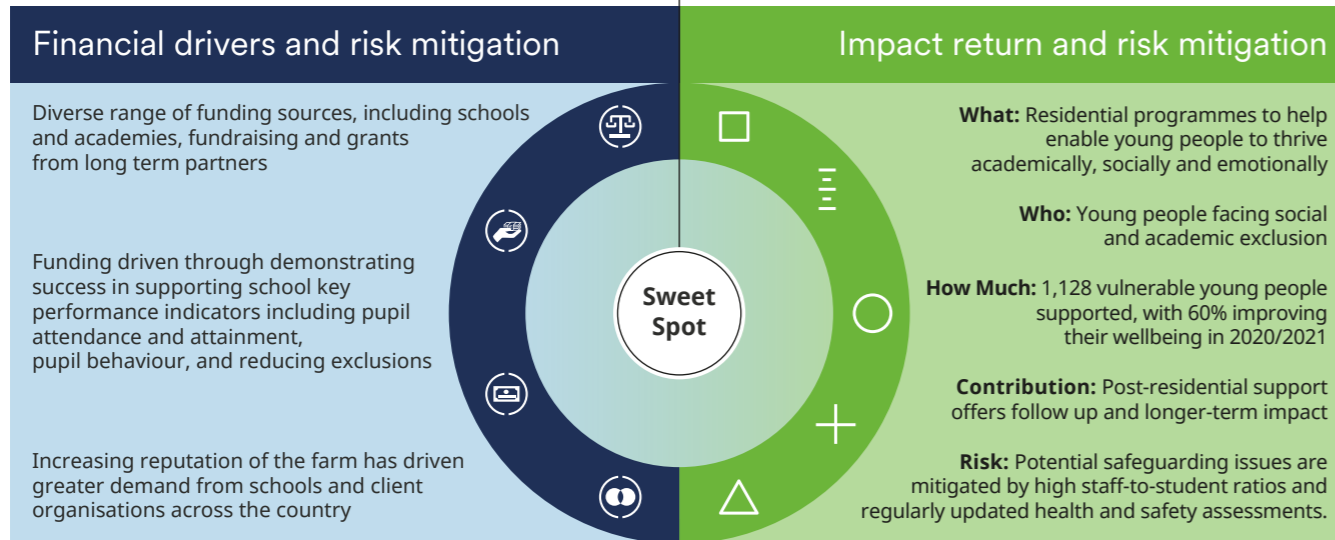 Financial drivers and risk mitigation
Diverse range of funding sources, including schools
and academies, fundraising and grants
from long term partners
Funding driven through demonstrating
success in supporting school key
performance indicators including pupil
attendance and attainment,
pupil behaviour, and reducing exclusions
Increasing reputation of the farm has driven
greater demand from schools and client
organisations across the country
Sweet
Spot
Impact return and risk mitigation
What: Residential programmes to help
enable young people to thrive
academically, socially and emotionally
Who: Young people facing social
and academic exclusion
How Much: 1,128 vulnerable young people
supported, with 60% improving
their wellbeing in 2020/2021
Contribution: Post-residential support
offers follow up and longer-term impact
Risk: Potential safeguarding issues are
mitigated by high staff-to-student ratios and
regularly updated health and safety assessments.